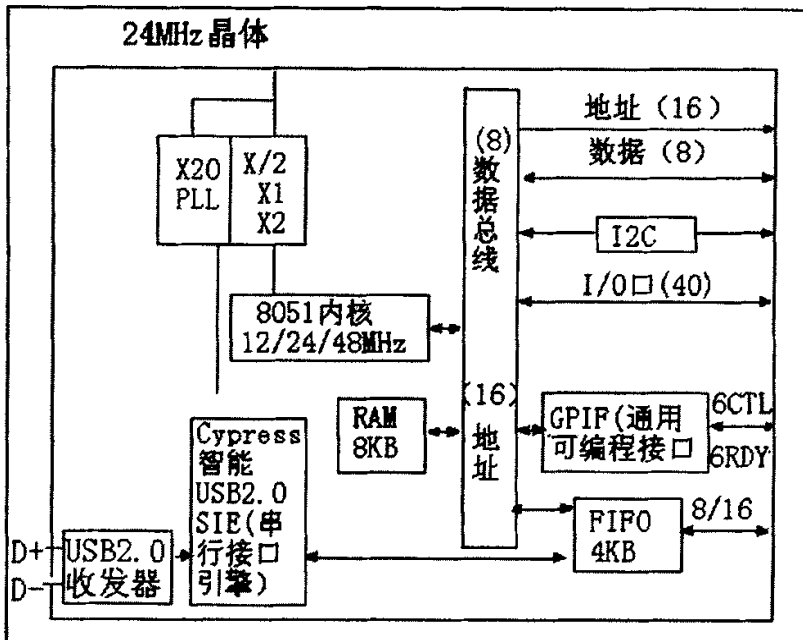 24MHz晶体
X20
PLL
X/2
X1
X2
(8)
数据总线
(16)
地址
地址（16）
数据（8）
I2C
I/O口(40)
8051内核
12/24/48MHz
RAM
8KB
GPIF(通用
可编程接口
6CTL
6RDY
Cypress
智能
USB2.0
SIE(串
行接口
引擎)
FIFO
4KB
8/16
D+
D-
USB2.0
收发器